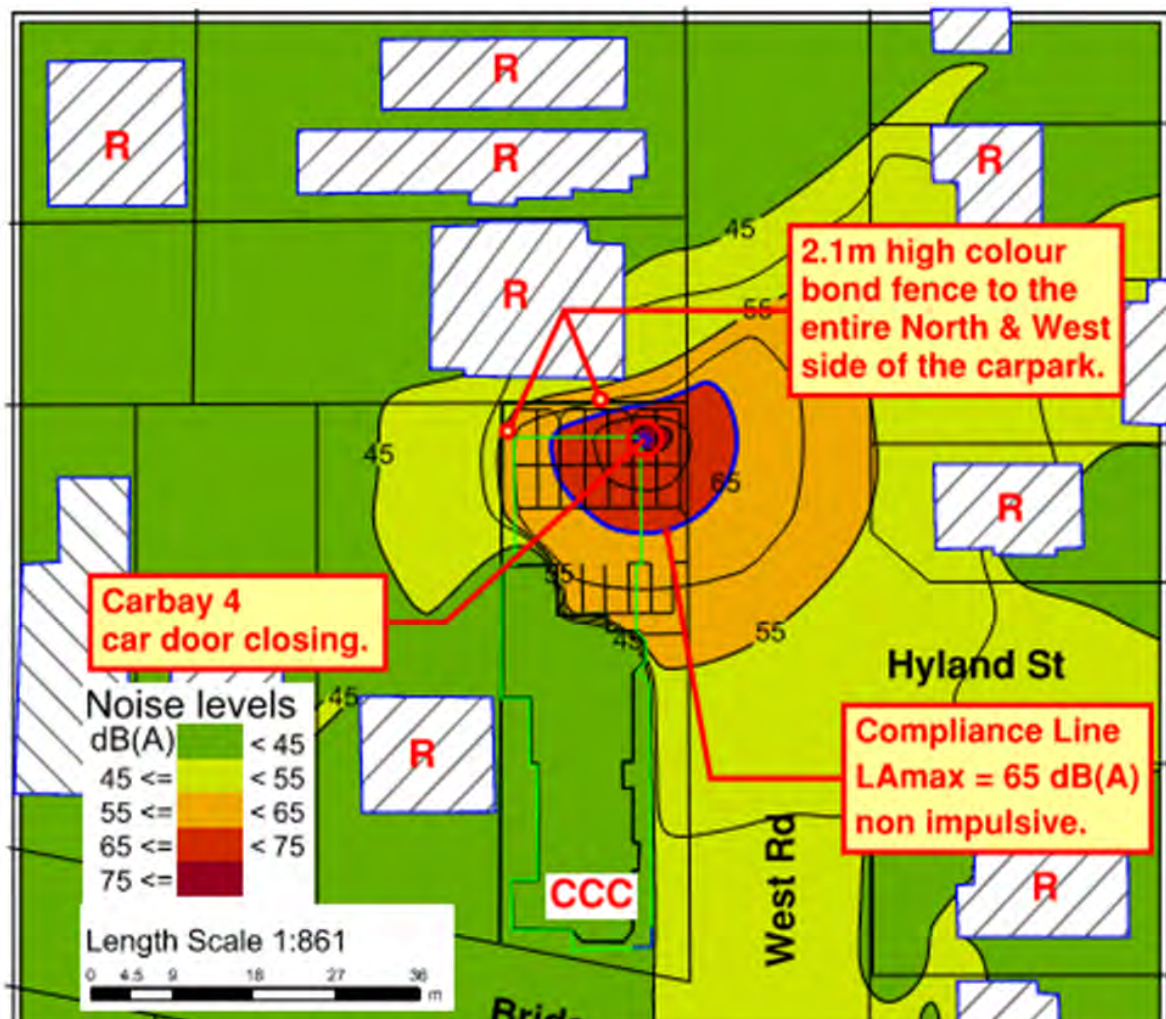 R
R
R
R
R
45
2.1m high colour
bond fence to the
entire North & West
side of the carpark.
55
45
65
R
55
Carbay 4
car door closing.
55
45
Hyland St
45
R
Noise levels
dB(A)
< 45
45 <= < 55
55 <= < 65
65 <= < 75
75 <=
Compliance Line
LAmax = 65 dB(A)
non impulsive.
West Rd
CCC
R
Length Scale 1:861
0 4.5 9 18 27 36
m